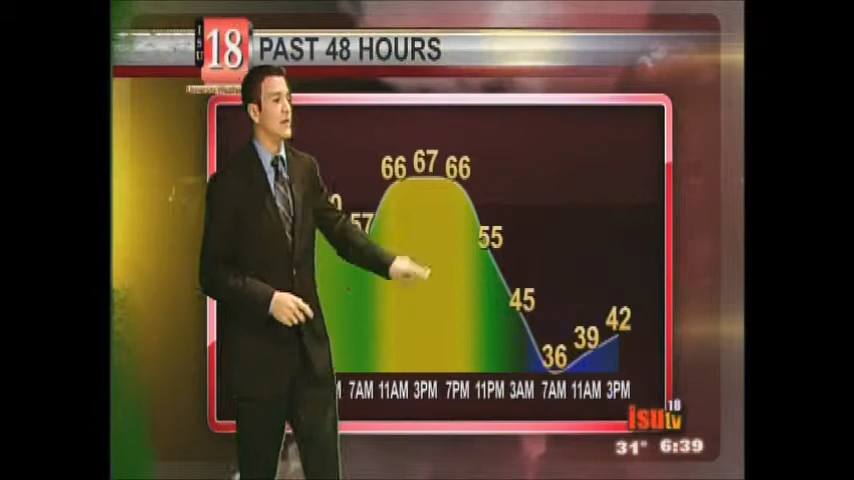 ISU
18
PAST 48 HOURS
66 67 66
57
55
45
42
39
36
7AM 11AM 3PM 7PM 11PM 3AM 7AM 11AM 3PM
18
isutv
31° 6:39